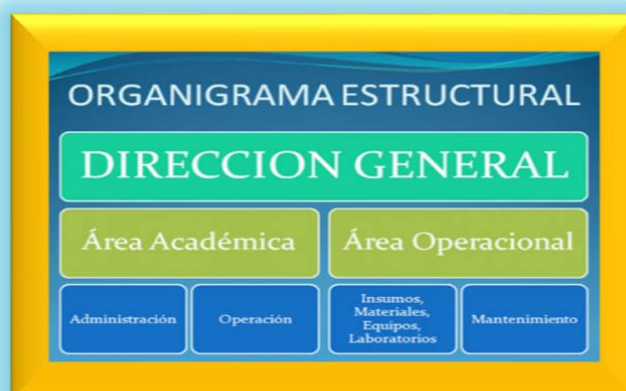 ORGANIGRAMA ESTRUCTURAL
DIRECCION GENERAL
Área Académica
Área Operacional
Administración
Operación
Insumos,
Materiales,
Equipos,
Laboratorios
Mantenimiento